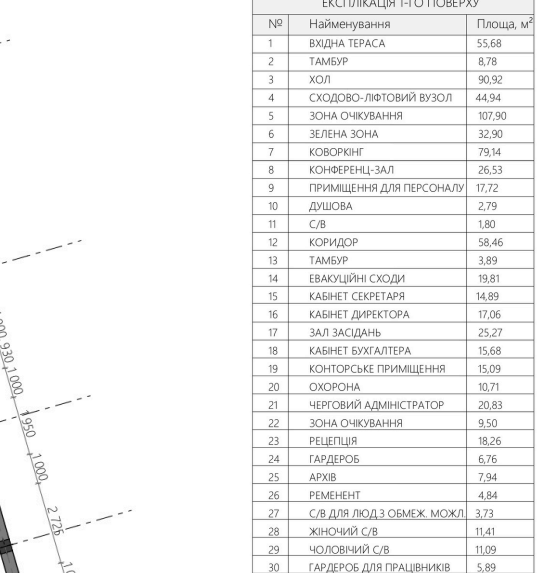 ЕКСПЛІКАЦІЯ 1-ГО ПОВЕРХУ
№ Найменування Площа, м²
1 ВХІДНА ТЕРАСА 55,68
2 ТАМБУР 8,78
3 ХОЛ 90,92
4 СХОДОВО-ЛІФТОВИЙ ВУЗОЛ 44,94
5 ЗОНА ОЧІКУВАННЯ 107,90
6 ЗЕЛЕНА ЗОНА 32,90
7 КОВОРКІНГ 79,14
8 КОНФЕРЕНЦ-ЗАЛ 26,53
9 ПРИМІЩЕННЯ ДЛЯ ПЕРСОНАЛУ 17,72
10 ДУШОВА 2,79
11 С/В 1,80
12 КОРИДОР 58,46
13 ТАМБУР 3,89
14 ЕВАКУЦІЙНІ СХОДИ 19,81
15 КАБІНЕТ СЕКРЕТАРЯ 14,89
16 КАБІНЕТ ДИРЕКТОРА 17,06
17 ЗАЛ ЗАСІДАНЬ 25,27
18 КАБІНЕТ БУХГАЛТЕРА 15,68
19 КОНТОРСЬКЕ ПРИМІЩЕННЯ 15,09
20 ОХОРОНА 10,71
21 ЧЕРГОВИЙ АДМІНІСТРАТОР 20,83
22 ЗОНА ОЧІКУВАННЯ 9,50
23 РЕЦЕПЦІЯ 18,26
24 ГАРДЕРОБ 6,76
25 АРХІВ 7,94
26 РЕМЕНЕНТ 4,84
27 С/В ДЛЯ ЛЮД.З ОБМЕЖ. МОЖЛ. 3,73
28 ЖІНОЧИЙ С/В 11,41
29 ЧОЛОВІЧИЙ С/В 11,09
30 ГАРДЕРОБ ДЛЯ ПРАЦІВНИКІВ 5,89
930
1 000
1 950
1 000
2 726